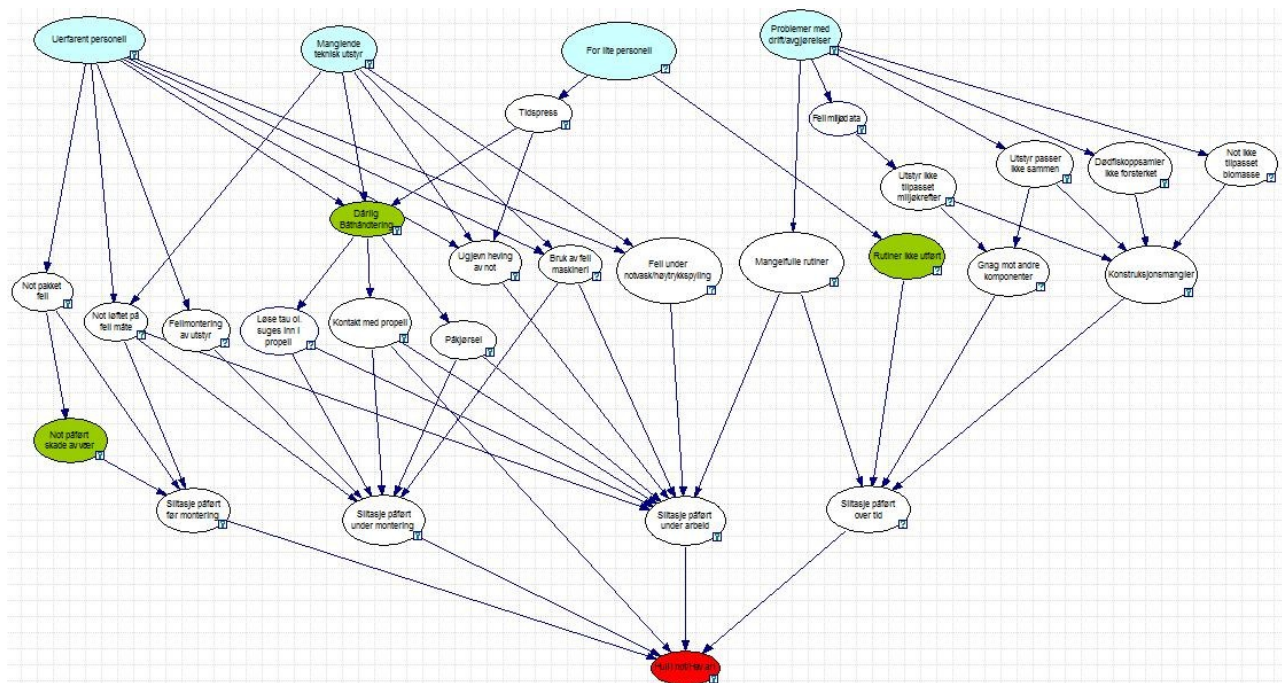 Uerfarent personell
Manglende
teknisk utstyr
For lite personell
Problemer med
drift/avgjørelser
Tidspress
Feil miljødata
Utstyr ikke
tilpasset
miljøkrefter
Utstyr passer
ikke sammen
Dødfiskoppsamler
ikke forsterket
Not ikke
tilpasset
biomasse
Dårlig
Båthåndtering
Ugjevn heving
av not
Bruk av feil
maskineri
Feil under
notvask/høytrykkspyling
Mangelfulle rutiner
Rutiner ikke utført
Gnag mot andre
komponenter
Konstruksjonsmangler
Not pakket
feil
Not løftet på
feil måte
Feilmontering
av utstyr
Løse tau ol.
suges inn i
propell
Kontakt med propell
Påkjørsel
Not påført
skade av vær
Slitasje påført
før montering
Slitasje påført
under montering
Slitasje påført
under arbeid
Slitasje påført
over tid
Hull i not/Havari